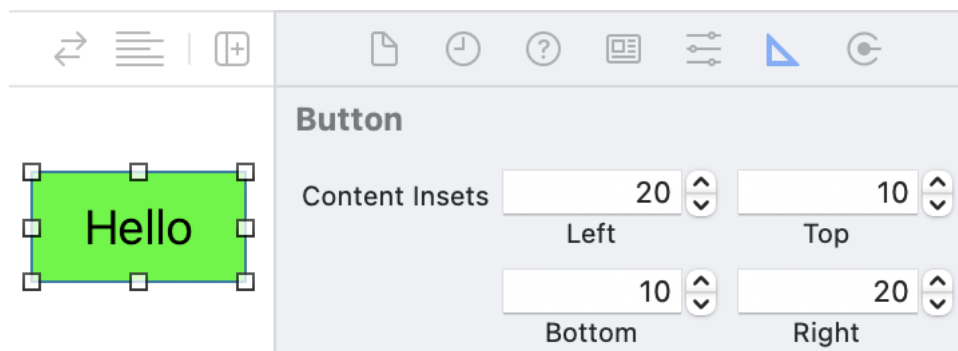 Button
Content Insets 20 10
Left Top
Hello
10 20
Bottom Right